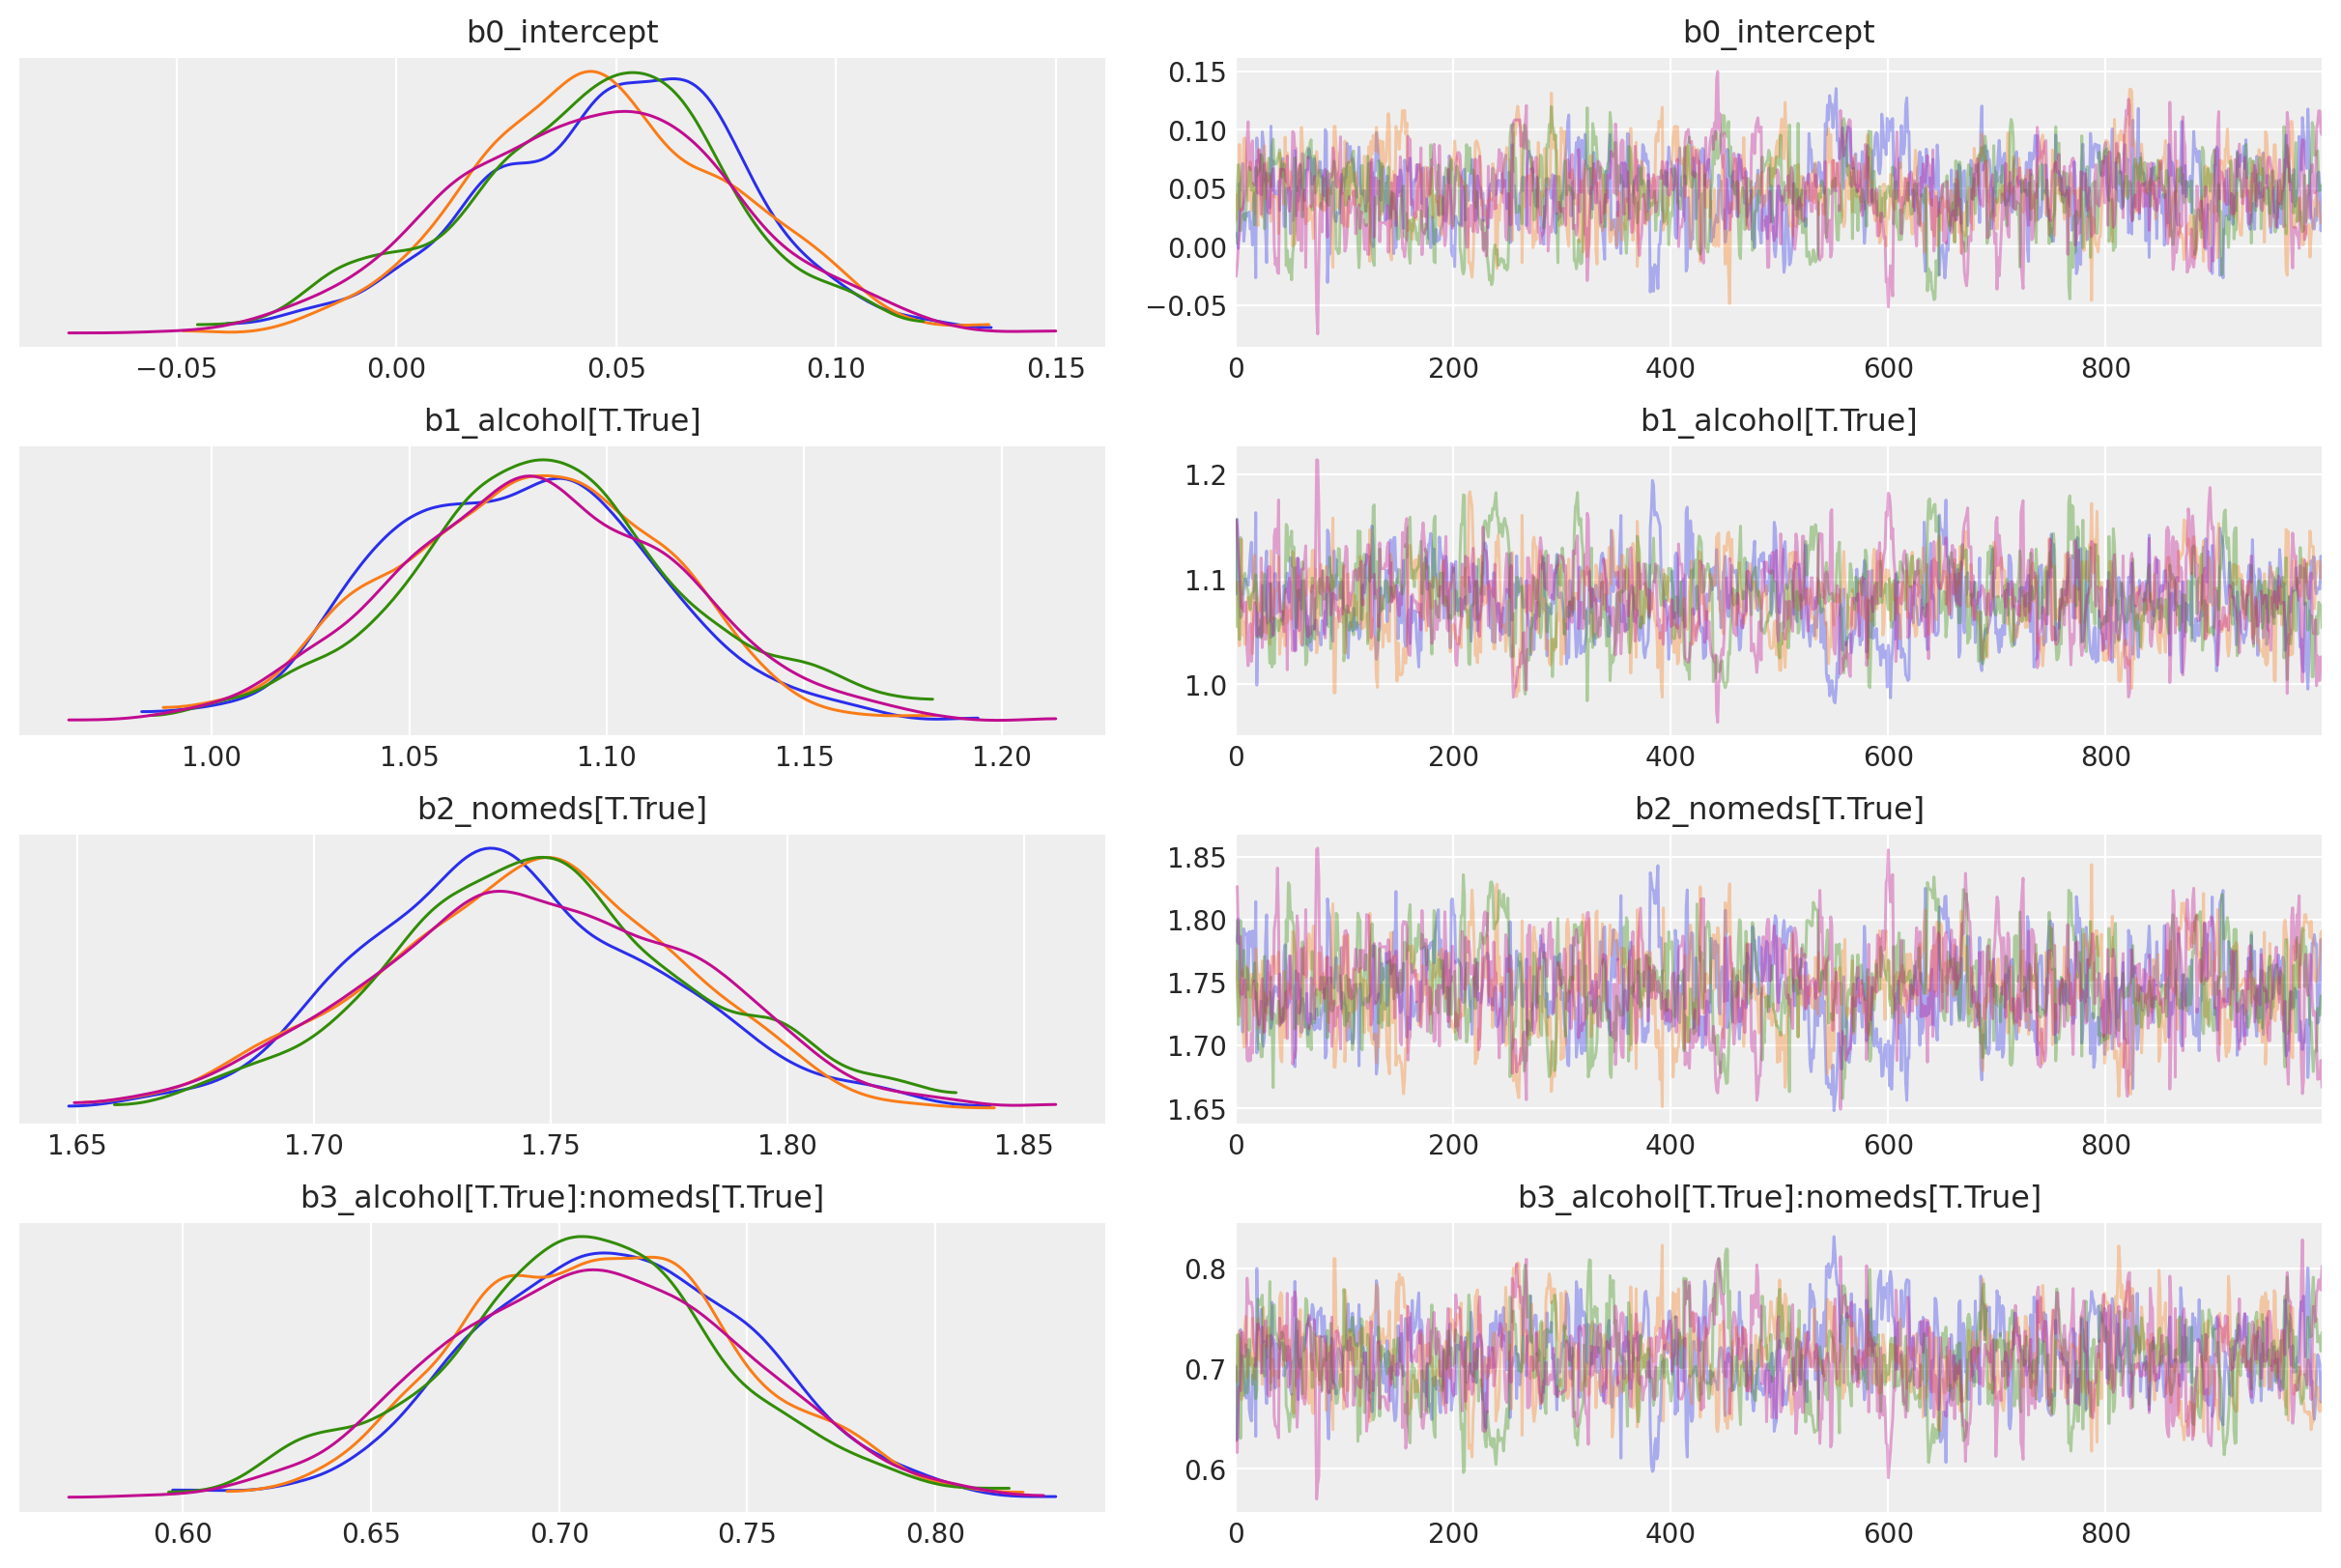 b0_intercept
b0_intercept
0.15
0.10
0.05
0.00
−0.05
−0.05 0.00 0.05 0.10 0.15
0 200 400 600 800
b1_alcohol[T.True]
b1_alcohol[T.True]
1.2
1.1
1.0
1.00 1.05 1.10 1.15 1.20
0 200 400 600 800
b2_nomeds[T.True]
b2_nomeds[T.True]
1.85
1.80
1.75
1.70
1.65
1.65 1.70 1.75 1.80 1.85
0 200 400 600 800
b3_alcohol[T.True]:nomeds[T.True]
b3_alcohol[T.True]:nomeds[T.True]
0.8
0.7
0.6
0.60 0.65 0.70 0.75 0.80
0 200 400 600 800